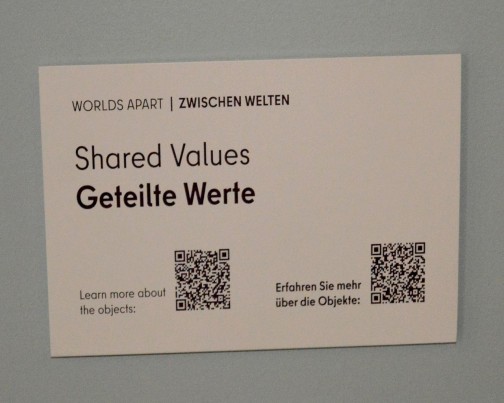 WORLDS APART | ZWISCHEN WELTEN
Shared Values
Geteilte Werte
Learn more about
the objects:
Erfahren Sie mehr
über die Objekte: